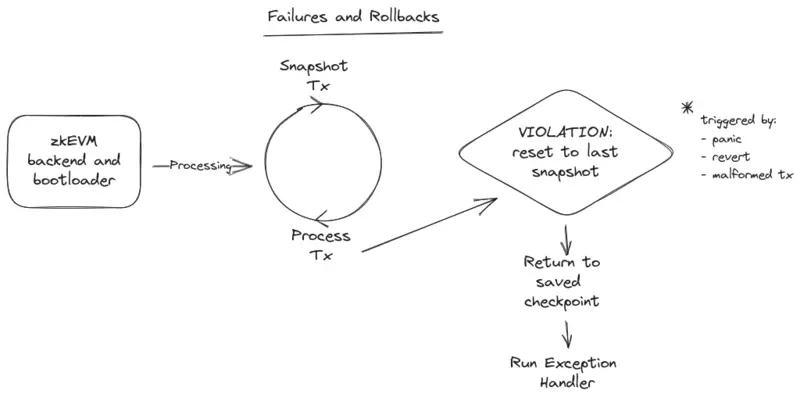 Failures and Rollbacks
Snapshot
Tx
zkEVM
backend and
bootloader
Processing
Process
Tx
VIOLATION:
reset to last
snapshot
*
triggered by:
- panic
- revert
- malformed tx
Return to
saved
checkpoint
Run Exception
Handler